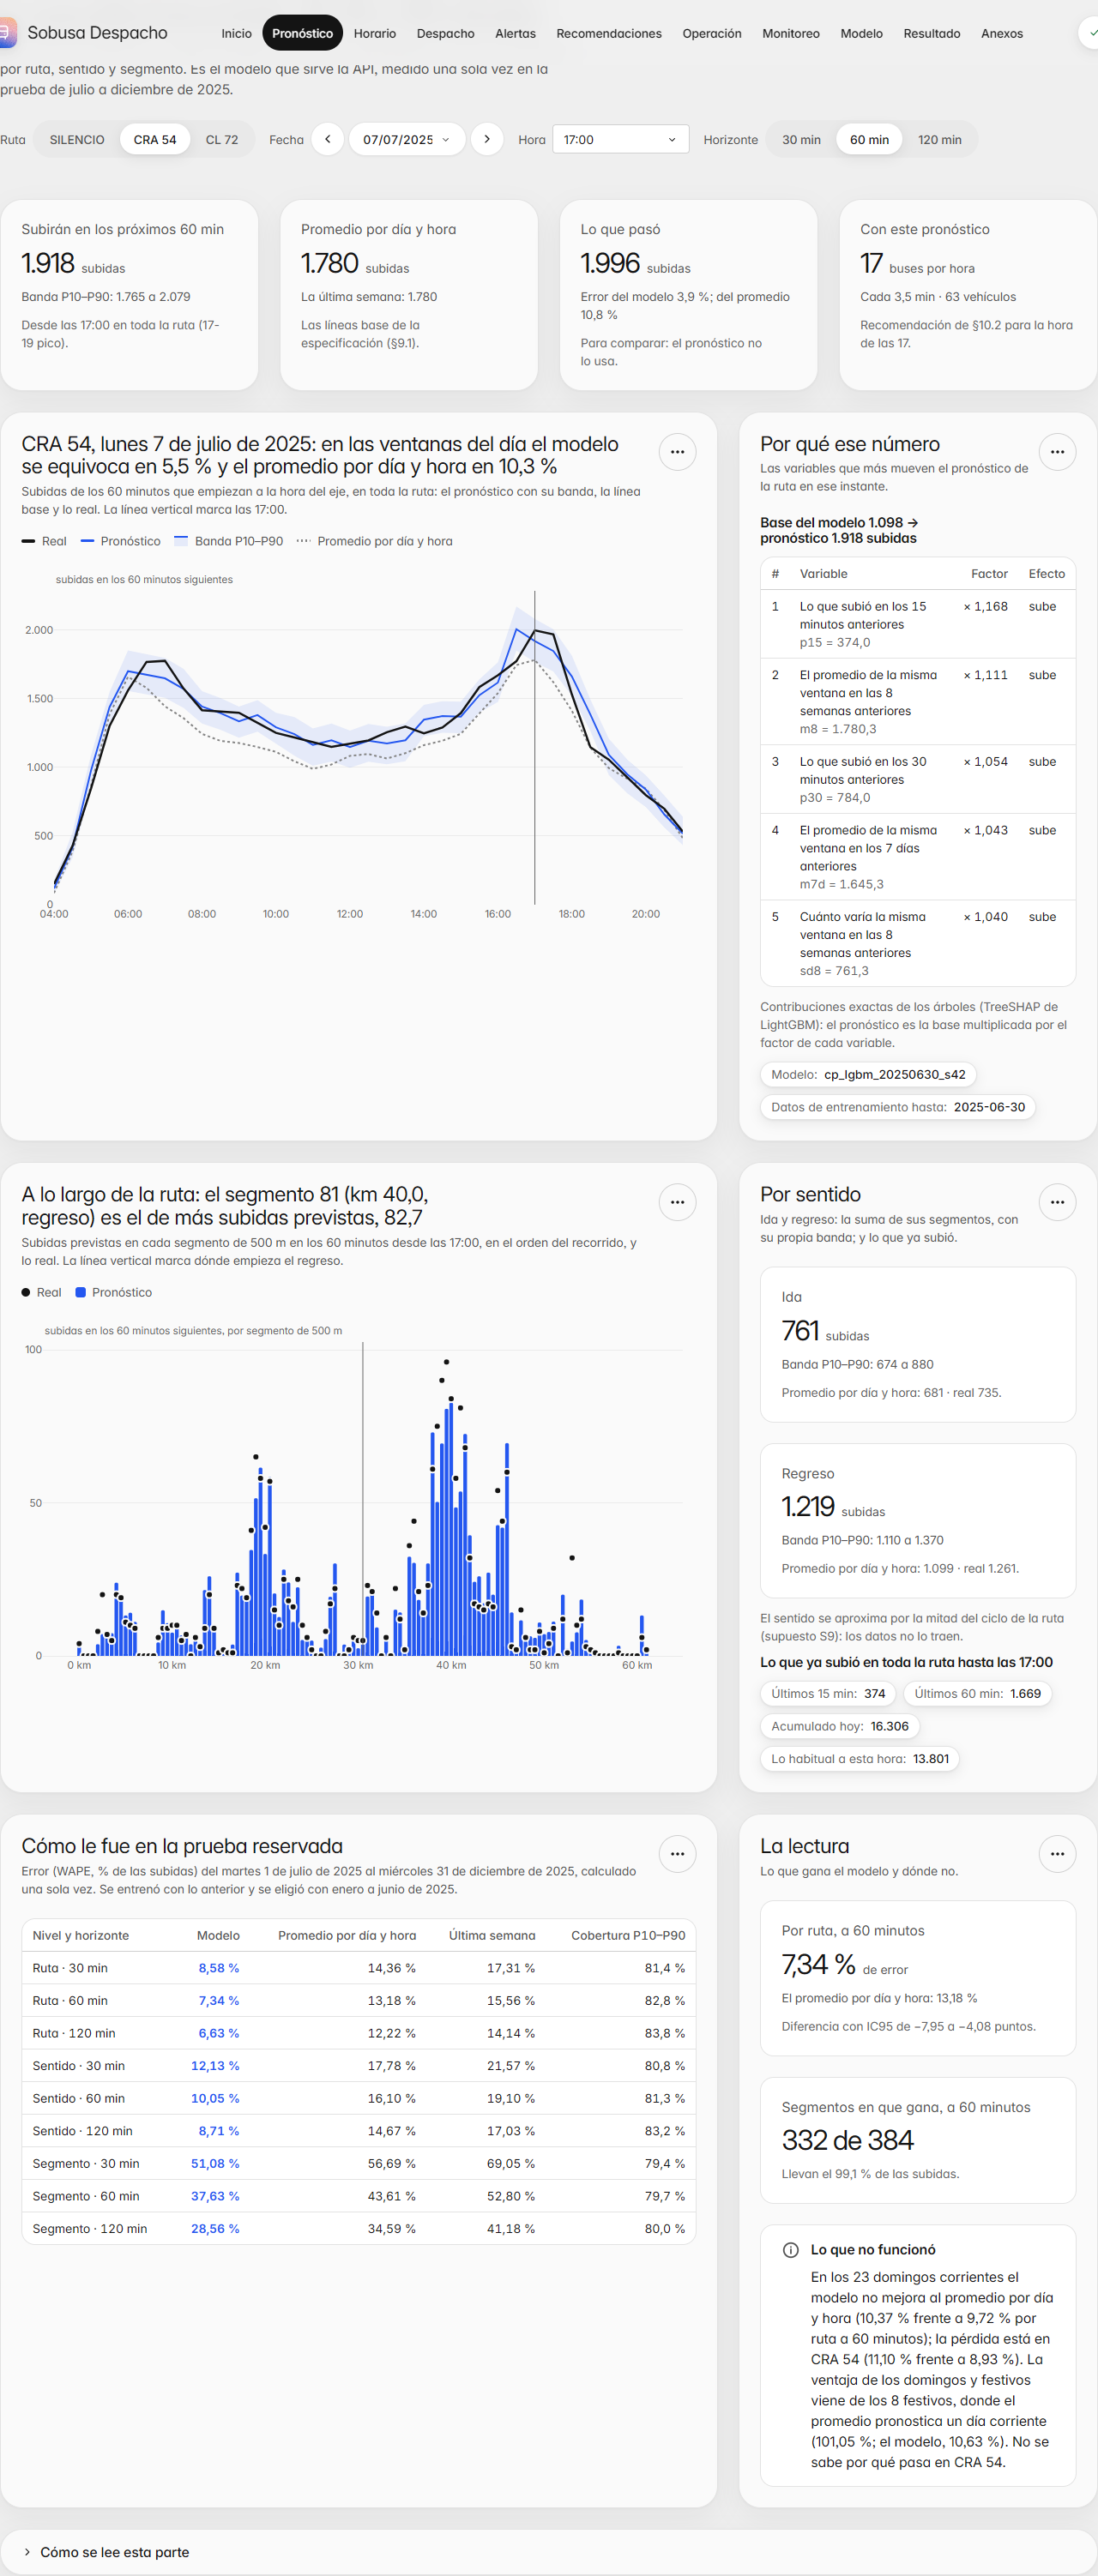 Sobusa Despacho
Inicio Pronóstico Horario Despacho Alertas Recomendaciones Operación Monitoreo Modelo Resultado Anexos
por ruta, sentido y segmento. Es el modelo que sirve la API, medido una sola vez en la
prueba de julio a diciembre de 2025.
Ruta SILENCIO CRA 54 CL 72 Fecha 07/07/2025 Hora 17:00 Horizonte 30 min 60 min 120 min
Subirán en los próximos 60 min
1.918 subidas
Banda P10–P90: 1.765 a 2.079
Desde las 17:00 en toda la ruta (17-
19 pico).
Promedio por día y hora
1.780 subidas
La última semana: 1.780
Las líneas base de la
especificación (§9.1).
Lo que pasó
1.996 subidas
Error del modelo 3,9 %; del promedio
10,8 %
Para comparar: el pronóstico no
lo usa.
Con este pronóstico
17 buses por hora
Cada 3,5 min · 63 vehículos
Recomendación de §10.2 para la hora
de las 17.
CRA 54, lunes 7 de julio de 2025: en las ventanas del día el modelo
se equivoca en 5,5 % y el promedio por día y hora en 10,3 %
Subidas de los 60 minutos que empiezan a la hora del eje, en toda la ruta: el pronóstico con su banda, la línea
base y lo real. La línea vertical marca las 17:00.
Real Pronóstico Banda P10–P90 Promedio por día y hora
subidas en los 60 minutos siguientes
2.000
1.500
1.000
500
0
04:00 06:00 08:00 10:00 12:00 14:00 16:00 18:00 20:00
Por qué ese número
Las variables que más mueven el pronóstico de
la ruta en ese instante.
Base del modelo 1.098 →
pronóstico 1.918 subidas
# Variable Factor Efecto
1 Lo que subió en los 15 × 1,168 sube
minutos anteriores
p15 = 374,0
2 El promedio de la misma × 1,111 sube
ventana en las 8
semanas anteriores
m8 = 1.780,3
3 Lo que subió en los 30 × 1,054 sube
minutos anteriores
p30 = 784,0
4 El promedio de la misma × 1,043 sube
ventana en los 7 días
anteriores
m7d = 1.645,3
5 Cuánto varía la misma × 1,040 sube
ventana en las 8
semanas anteriores
sd8 = 761,3
Contribuciones exactas de los árboles (TreeSHAP de
LightGBM): el pronóstico es la base multiplicada por el
factor de cada variable.
Modelo: cp_lgbm_20250630_s42
Datos de entrenamiento hasta: 2025-06-30
A lo largo de la ruta: el segmento 81 (km 40,0,
regreso) es el de más subidas previstas, 82,7
Subidas previstas en cada segmento de 500 m en los 60 minutos desde las 17:00, en el orden del recorrido, y
lo real. La línea vertical marca dónde empieza el regreso.
Real Pronóstico
subidas en los 60 minutos siguientes, por segmento de 500 m
100
50
0
0 km 10 km 20 km 30 km 40 km 50 km 60 km
Por sentido
Ida y regreso: la suma de sus segmentos, con
su propia banda; y lo que ya subió.
Ida
761 subidas
Banda P10–P90: 674 a 880
Promedio por día y hora: 681 · real 735.
Regreso
1.219 subidas
Banda P10–P90: 1.110 a 1.370
Promedio por día y hora: 1.099 · real 1.261.
El sentido se aproxima por la mitad del ciclo de la ruta
(supuesto S9): los datos no lo traen.
Lo que ya subió en toda la ruta hasta las 17:00
Últimos 15 min: 374 Últimos 60 min: 1.669
Acumulado hoy: 16.306
Lo habitual a esta hora: 13.801
Cómo le fue en la prueba reservada
Error (WAPE, % de las subidas) del martes 1 de julio de 2025 al miércoles 31 de diciembre de 2025, calculado
una sola vez. Se entrenó con lo anterior y se eligió con enero a junio de 2025.
Nivel y horizonte Modelo Promedio por día y hora Última semana Cobertura P10–P90
Ruta · 30 min 8,58 % 14,36 % 17,31 % 81,4 %
Ruta · 60 min 7,34 % 13,18 % 15,56 % 82,8 %
Ruta · 120 min 6,63 % 12,22 % 14,14 % 83,8 %
Sentido · 30 min 12,13 % 17,78 % 21,57 % 80,8 %
Sentido · 60 min 10,05 % 16,10 % 19,10 % 81,3 %
Sentido · 120 min 8,71 % 14,67 % 17,03 % 83,2 %
Segmento · 30 min 51,08 % 56,69 % 69,05 % 79,4 %
Segmento · 60 min 37,63 % 43,61 % 52,80 % 79,7 %
Segmento · 120 min 28,56 % 34,59 % 41,18 % 80,0 %
La lectura
Lo que gana el modelo y dónde no.
Por ruta, a 60 minutos
7,34 % de error
El promedio por día y hora: 13,18 %
Diferencia con IC95 de −7,95 a −4,08 puntos.
Segmentos en que gana, a 60 minutos
332 de 384
Llevan el 99,1 % de las subidas.
Lo que no funcionó
En los 23 domingos corrientes el
modelo no mejora al promedio por día
y hora (10,37 % frente a 9,72 % por
ruta a 60 minutos); la pérdida está en
CRA 54 (11,10 % frente a 8,93 %). La
ventaja de los domingos y festivos
viene de los 8 festivos, donde el
promedio pronostica un día corriente
(101,05 %; el modelo, 10,63 %). No se
sabe por qué pasa en CRA 54.
Cómo se lee esta parte